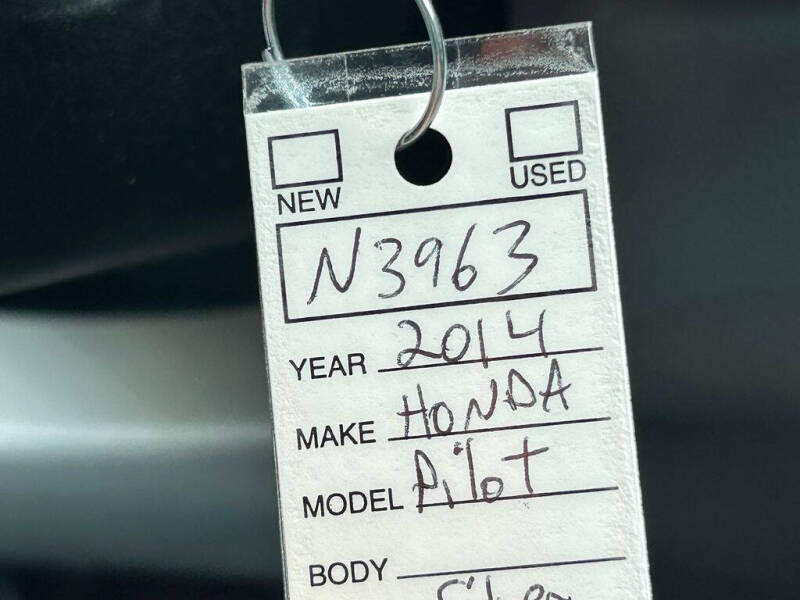 NEW USED
N3963
YEAR 2014
MAKE HONDA
MODEL Pilot
BODY